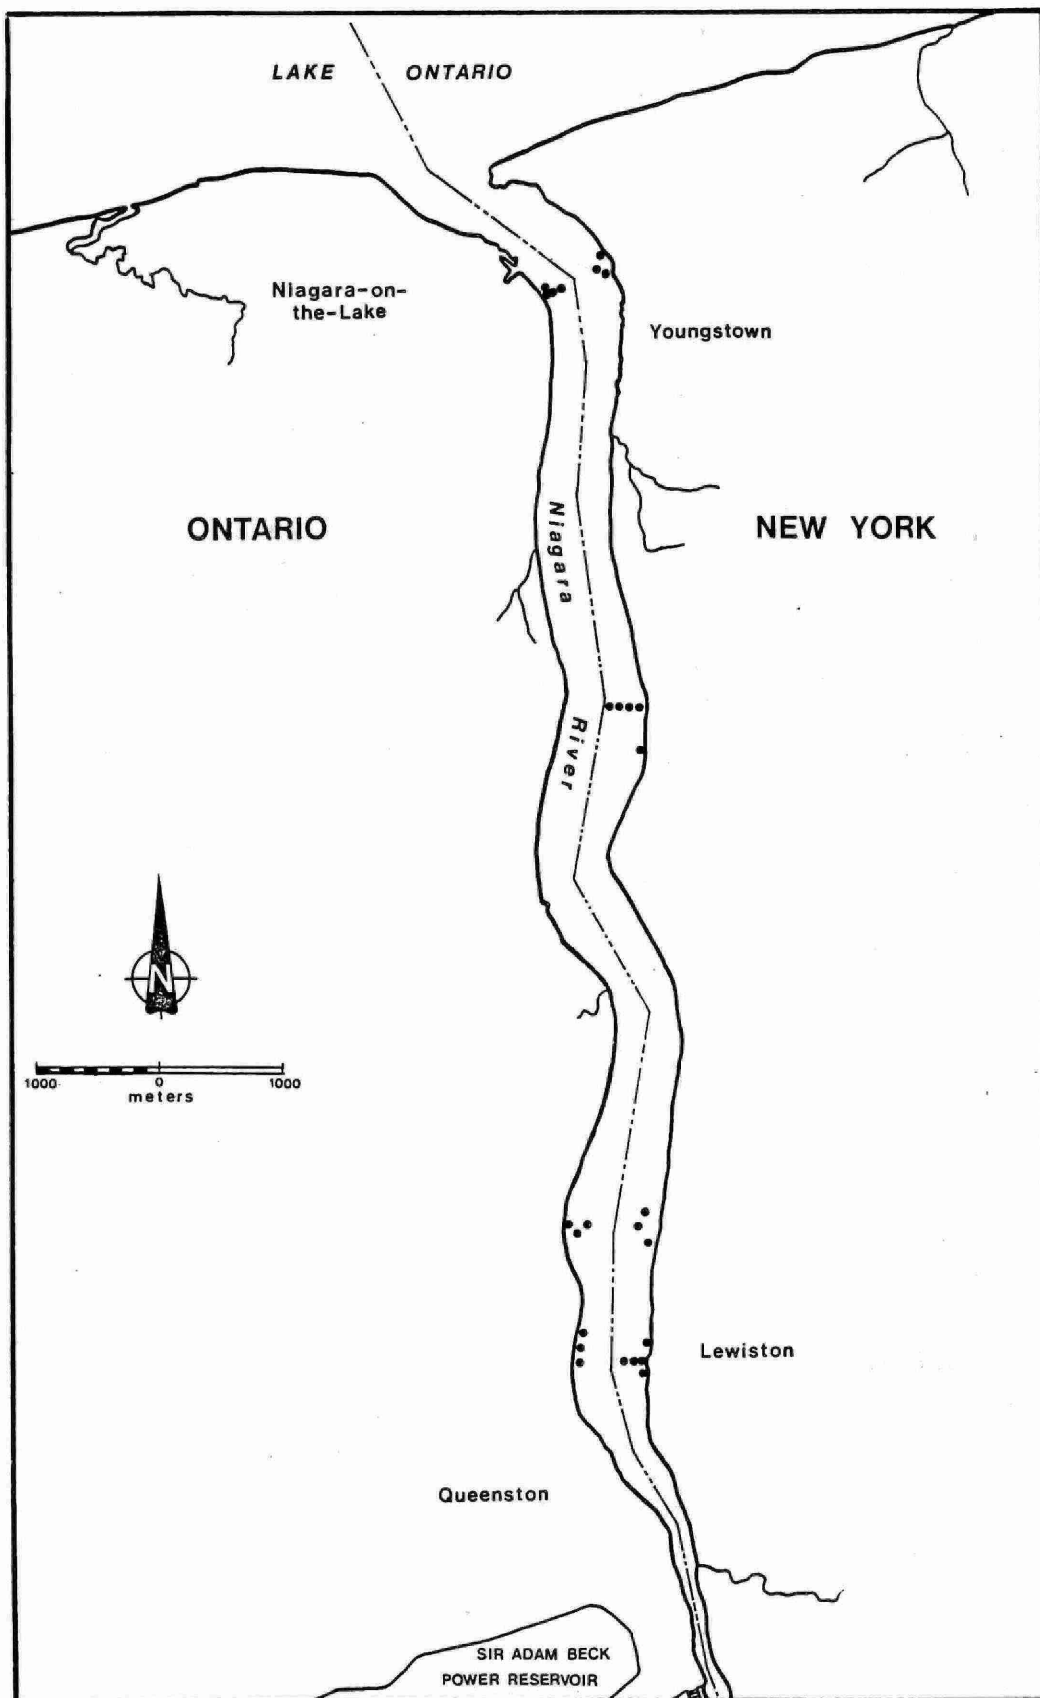 LAKE ONTARIO
Niagara-on-
the-Lake
Youngstown
ONTARIO
NEW YORK
Niagara
River
N
1000 0 1000
meters
Lewiston
Queenston
SIR ADAM BECK
POWER RESERVOIR